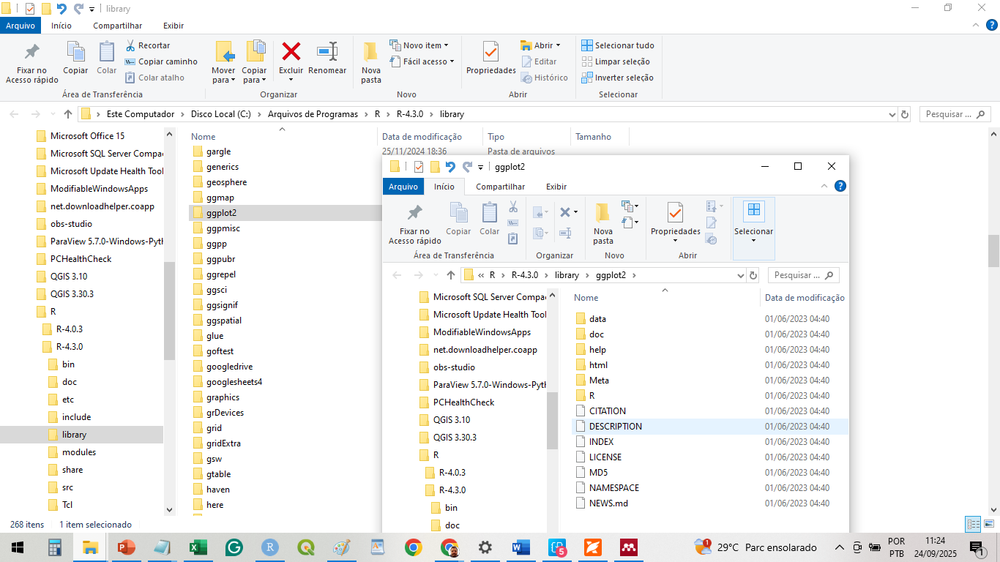 library
Arquivo Início Compartilhar Exibir
Fixar no Acesso rápido
Copiar
Colar
Recortar
Copiar caminho
Colar atalho
Mover para
Copiar para
Excluir
Renomear
Nova pasta
Novo item
Fácil acesso
Propriedades
Abrir
Editar
Histórico
Selecionar tudo
Limpar seleção
Inverter seleção
Área de Transferência Organizar Novo Abrir Selecionar
Este Computador Disco Local (C:) Arquivos de Programas R R-4.3.0 library
Pesquisar ...
Microsoft Office 15
Microsoft SQL Server Compa
Microsoft Update Health Tool
ModifiableWindowsApps
net.downloadhelper.coapp
obs-studio
ParaView 5.7.0-Windows-Pyth
PCHealthCheck
QGIS 3.10
QGIS 3.30.3
R
R-4.0.3
R-4.3.0
bin
doc
etc
include
library
modules
share
src
Tcl
Nome Data de modificação Tipo Tamanho
gargle 25/11/2024 18:36 Pasta de arquivos
generics
geosphere
ggmap
ggplot2
ggpmisc
ggpp
ggpubr
ggrepel
ggsci
ggsignif
ggspatial
glue
goftest
googledrive
googlesheets4
graphics
grDevices
grid
gridExtra
gsw
gtable
haven
here
ggplot2
Arquivo Início Compartilhar Exibir
Fixar no Acesso rápido
Copiar
Colar
Nova pasta
Propriedades
Selecionar
Área de Transferência Organizar Novo Abrir
« R R-4.3.0 library ggplot2
Pesquisar ...
Microsoft SQL Server Compa
Microsoft Update Health Tool
ModifiableWindowsApps
net.downloadhelper.coapp
obs-studio
ParaView 5.7.0-Windows-Pyth
PCHealthCheck
QGIS 3.10
QGIS 3.30.3
R
R-4.0.3
R-4.3.0
bin
doc
Nome Data de modificação
data 01/06/2023 04:40
doc 01/06/2023 04:40
help 01/06/2023 04:40
html 01/06/2023 04:40
Meta 01/06/2023 04:40
R 01/06/2023 04:40
CITATION 01/06/2023 04:40
DESCRIPTION 01/06/2023 04:40
INDEX 01/06/2023 04:40
LICENSE 01/06/2023 04:40
MD5 01/06/2023 04:40
NAMESPACE 01/06/2023 04:40
NEWS.md 01/06/2023 04:40
268 itens 1 item selecionado
29°C Parc ensolarado
POR
PTB
11:24
24/09/2025
1
5
1